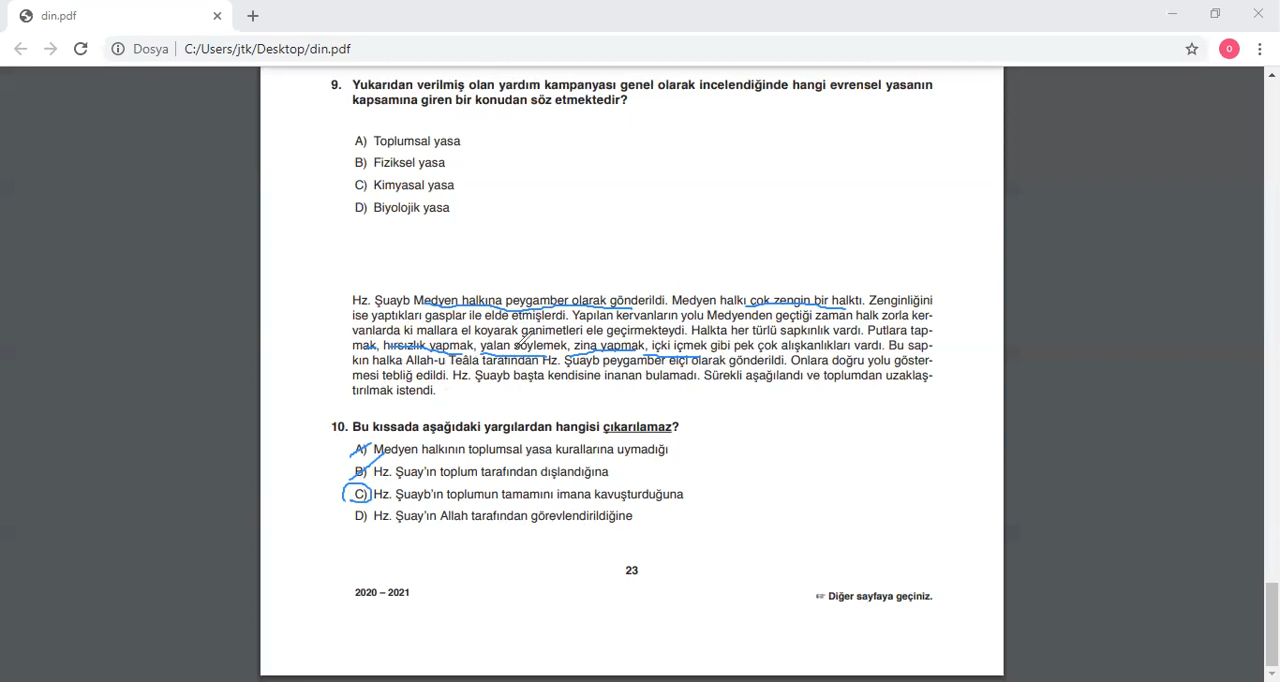 din.pdf
Dosya
C:/Users/jtk/Desktop/din.pdf
0
9. Yukarıdan verilmiş olan yardım kampanyası genel olarak incelendiğinde hangi evrensel yasanın
kapsamına giren bir konudan söz etmektedir?
A) Toplumsal yasa
B) Fiziksel yasa
C) Kimyasal yasa
D) Biyolojik yasa
Hz. Şuayb Medyen halkına peygamber olarak gönderildi. Medyen halkı çok zengin bir halktı. Zenginliğini
ise yaptıkları gasplar ile elde etmişlerdi. Yapılan kervanların yolu Medyenden geçtiği zaman halk zorla ker-
vanlarda ki mallara el koyarak ganimetleri ele geçirmekteydi. Halkta her türlü sapkınlık vardı. Putlara tap-
mak, hırsızlık yapmak, yalan söylemek, zina yapmak, içki içmek gibi pek çok alışkanlıkları vardı. Bu sap-
kın halka Allah-u Teâla tarafından Hz. Şuayb peygamber elçi olarak gönderildi. Onlara doğru yolu göster-
mesi tebliğ edildi. Hz. Şuayb başta kendisine inanan bulamadı. Sürekli aşağılandı ve toplumdan uzaklaş-
tırılmak istendi.
10. Bu kıssada aşağıdaki yargılardan hangisi çıkarılamaz?
A) Medyen halkının toplumsal yasa kurallarına uymadığı
B) Hz. Şuay'ın toplum tarafından dışlandığına
C) Hz. Şuayb'ın toplumun tamamını imana kavuşturduğuna
D) Hz. Şuay'ın Allah tarafından görevlendirildiğine
23
2020 – 2021
☞ Diğer sayfaya geçiniz.